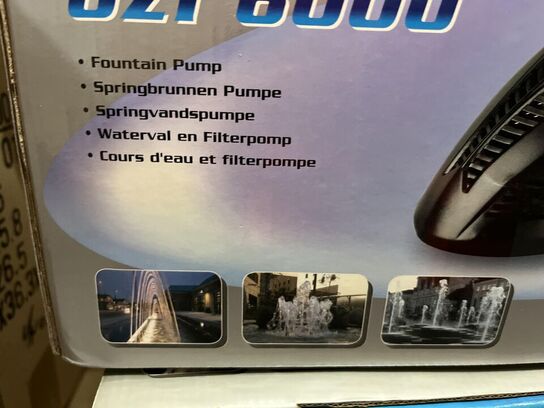 • Fountain Pump
• Springbrunnen Pumpe
• Springvandspumpe
• Waterval en Filterpomp
• Cours d'eau et filterpompe